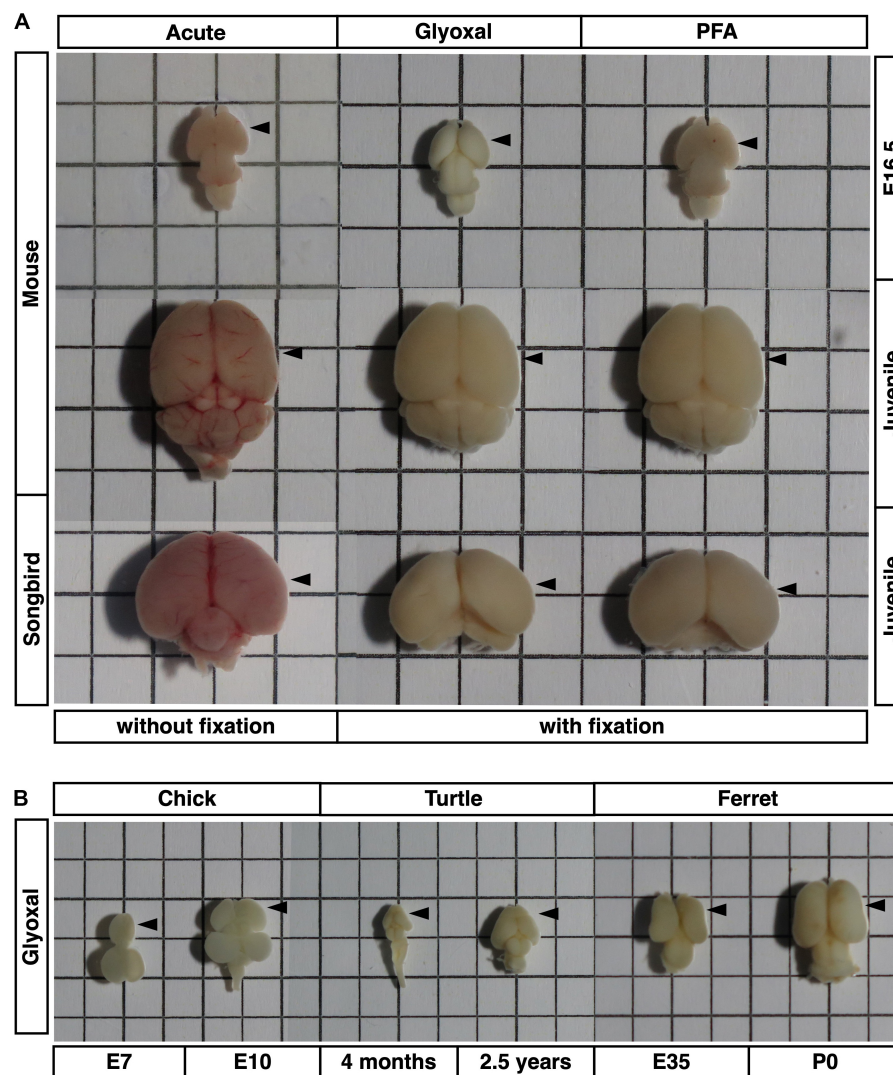 A
Acute Glyoxal PFA
Mouse
E16.5
Juvenile
Songbird
Juvenile
without fixation with fixation
B
Chick Turtle Ferret
Glyoxal
E7 E10 4 months 2.5 years E35 P0